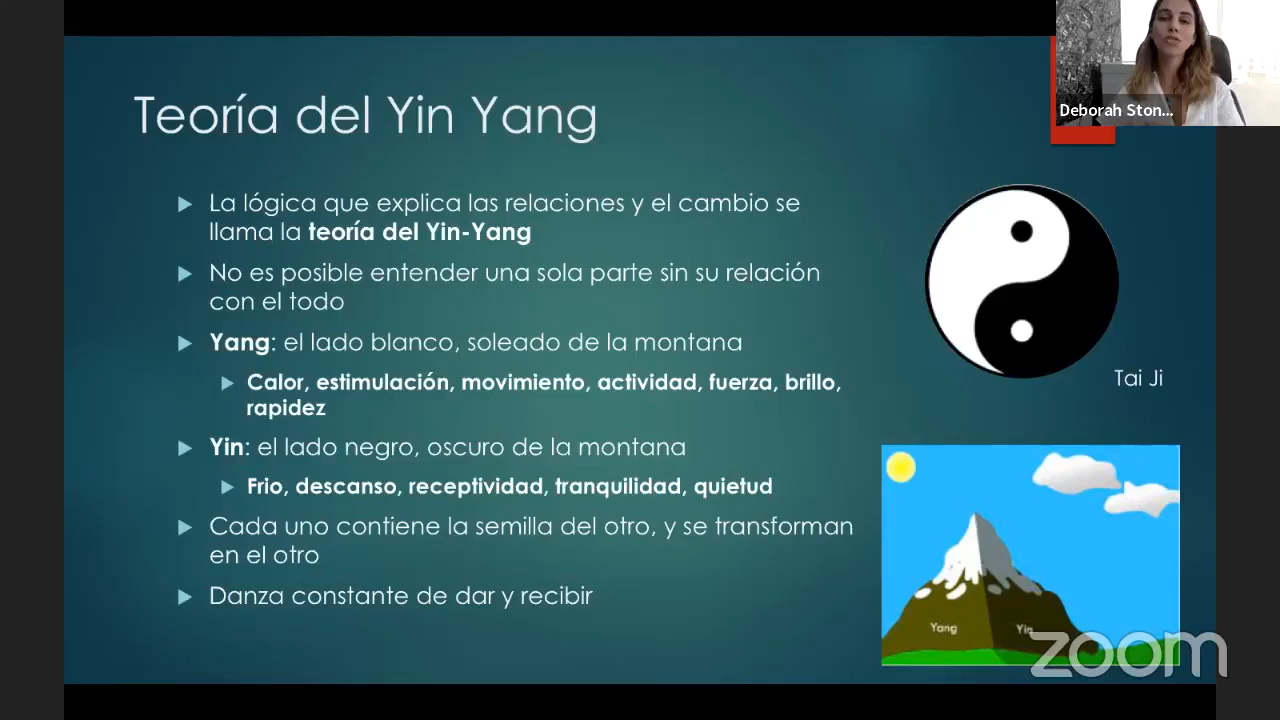 Deborah Ston...
Teoría del Yin Yang
La lógica que explica las relaciones y el cambio se
llama la teoría del Yin-Yang
No es posible entender una sola parte sin su relación
con el todo
Yang: el lado blanco, soleado de la montana
Calor, estimulación, movimiento, actividad, fuerza, brillo,
rapidez
Yin: el lado negro, oscuro de la montana
Frio, descanso, receptividad, tranquilidad, quietud
Cada uno contiene la semilla del otro, y se transforman
en el otro
Danza constante de dar y recibir
Tai Ji
Yang
Yin
zoom